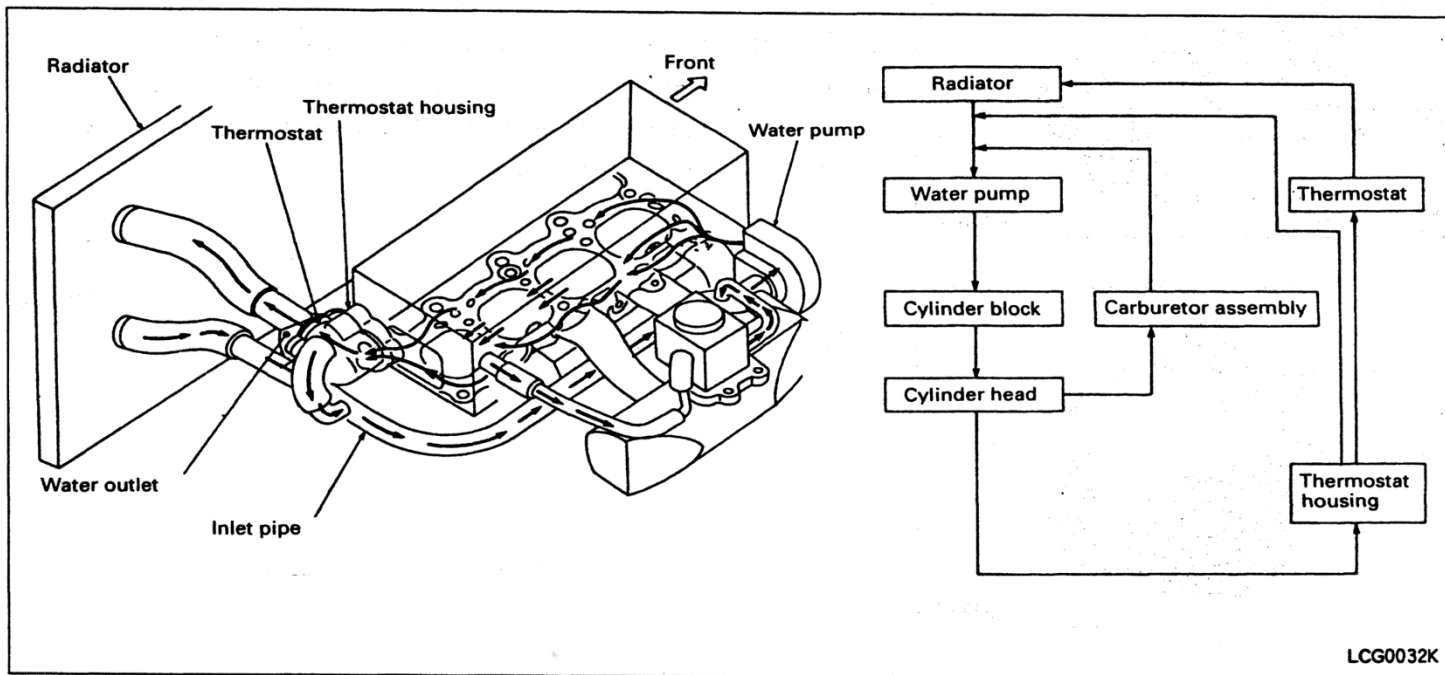 Radiator
Thermostat housing
Thermostat
Front
Water pump
Water outlet
Inlet pipe
Radiator
Water pump
Thermostat
Cylinder block
Carburetor assembly
Cylinder head
Thermostat
housing
LCG0032K